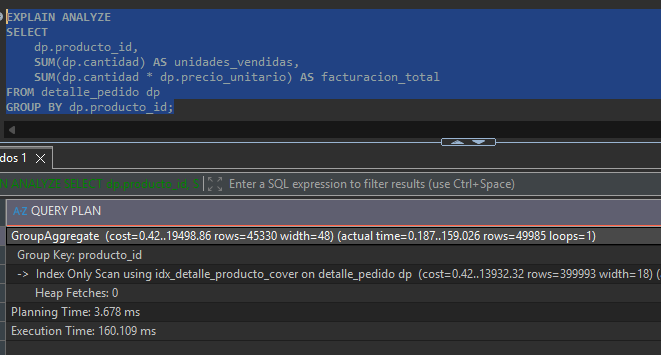 EXPLAIN ANALYZE
SELECT
dp.producto_id,
SUM(dp.cantidad) AS unidades_vendidas,
SUM(dp.cantidad * dp.precio_unitario) AS facturacion_total
FROM detalle_pedido dp
GROUP BY dp.producto_id;
dos 1
N ANALYZE SELECT dp.producto_id, S
Enter a SQL expression to filter results (use Ctrl+Space)
A-Z QUERY PLAN
GroupAggregate (cost=0.42..19498.86 rows=45330 width=48) (actual time=0.187..159.026 rows=49985 loops=1)
Group Key: producto_id
-> Index Only Scan using idx_detalle_producto_cover on detalle_pedido dp (cost=0.42..13932.32 rows=399993 width=18) (
Heap Fetches: 0
Planning Time: 3.678 ms
Execution Time: 160.109 ms